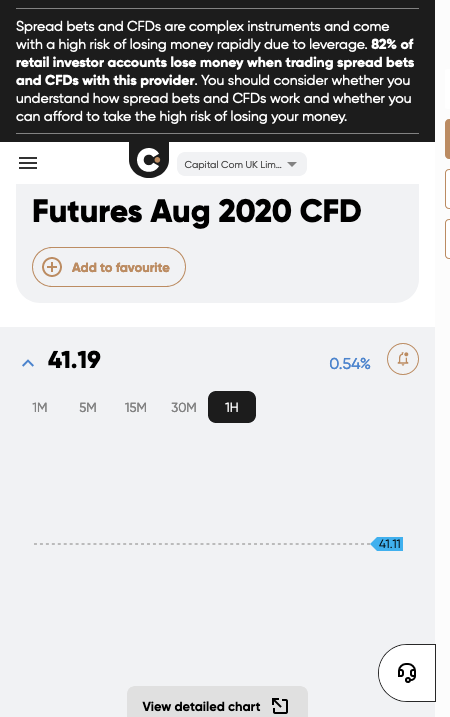 Spread bets and CFDs are complex instruments and come
with a high risk of losing money rapidly due to leverage. 82% of
retail investor accounts lose money when trading spread bets
and CFDs with this provider. You should consider whether you
understand how spread bets and CFDs work and whether you
can afford to take the high risk of losing your money.
Capital Com UK Lim...
Futures Aug 2020 CFD
Add to favourite
41.19
0.54%
1M 5M 15M 30M 1H
41.11
View detailed chart